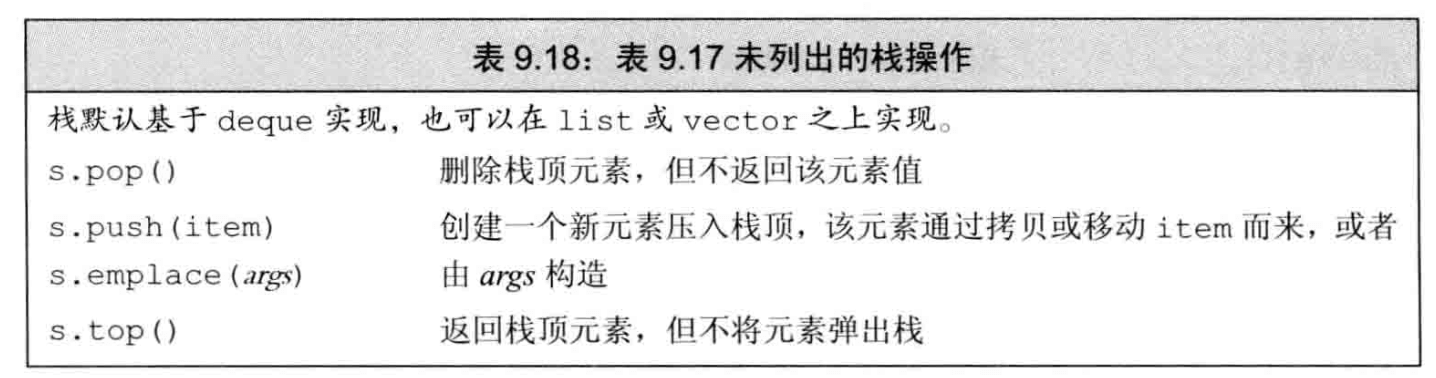 表 9.18：表 9.17 未列出的栈操作
栈默认基于 deque 实现，也可以在 list 或 vector 之上实现。
s.pop() 删除栈顶元素，但不返回该元素值
s.push(item) 创建一个新元素压入栈顶，该元素通过拷贝或移动 item 而来，或者
s.emplace(args) 由 args 构造
s.top() 返回栈顶元素，但不将元素弹出栈